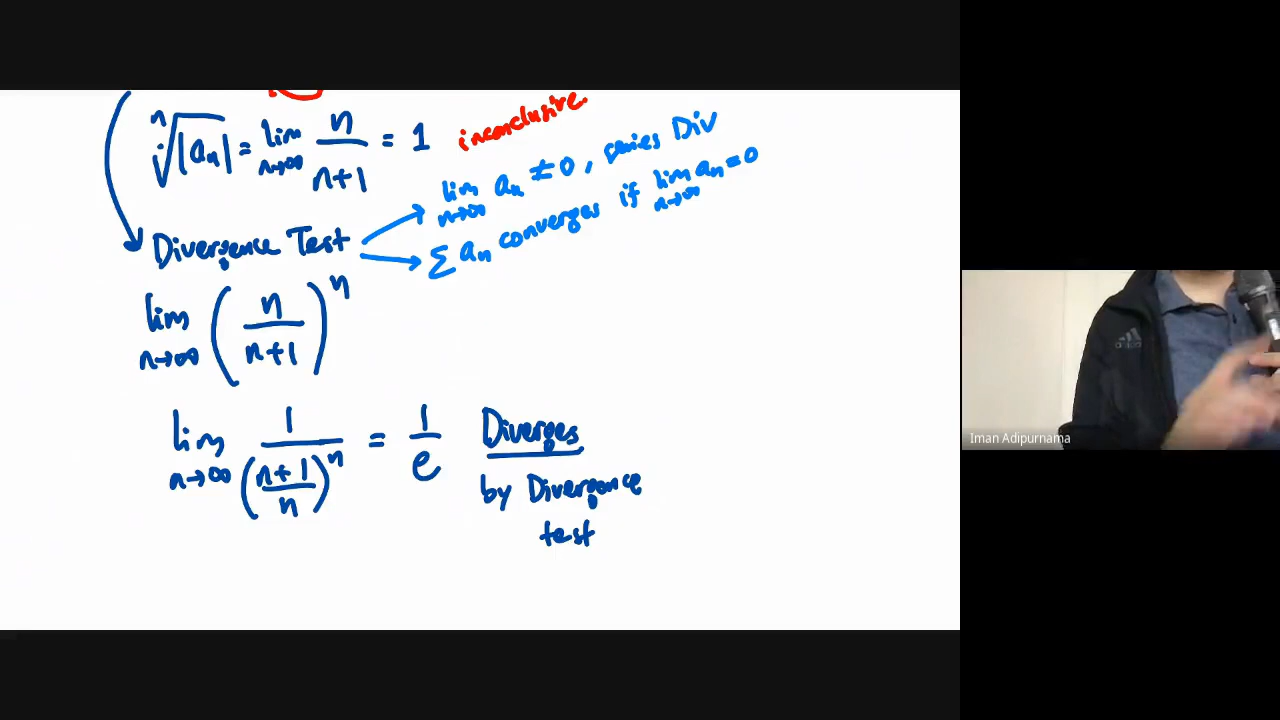 ⁿ√|aₙ| = lim n→∞ n/(n+1) = 1 inconclusive
lim n→∞ aₙ ≠ 0, series Div
Divergence Test
∑ aₙ converges if lim n→∞ aₙ = 0
lim n→∞ (n/(n+1))ⁿ
lim n→∞ 1/((n+1)/n)ⁿ = 1/e Diverges
by Divergence
test
adidas
Iman Adipurnama